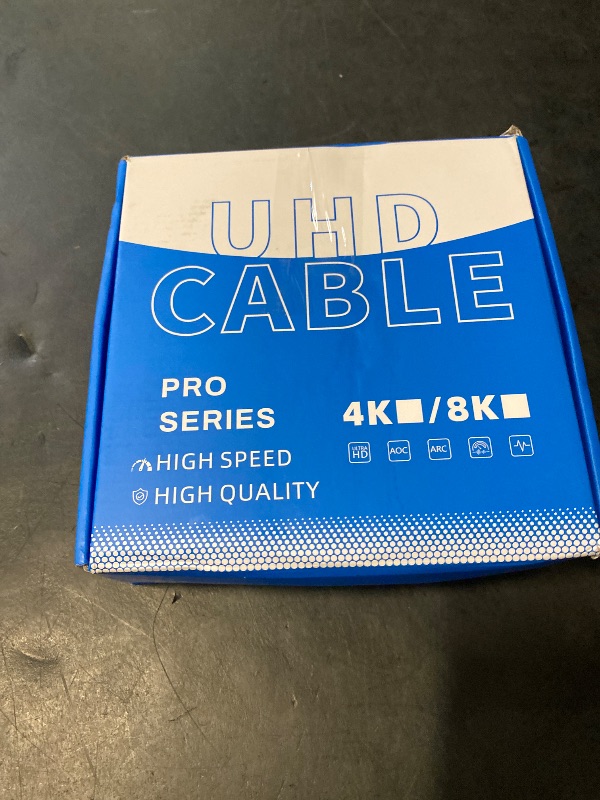 UHD
CABLE
PRO
SERIES
4K/8K
ULTRA
HD
AOC
ARC
HIGH SPEED
HIGH QUALITY